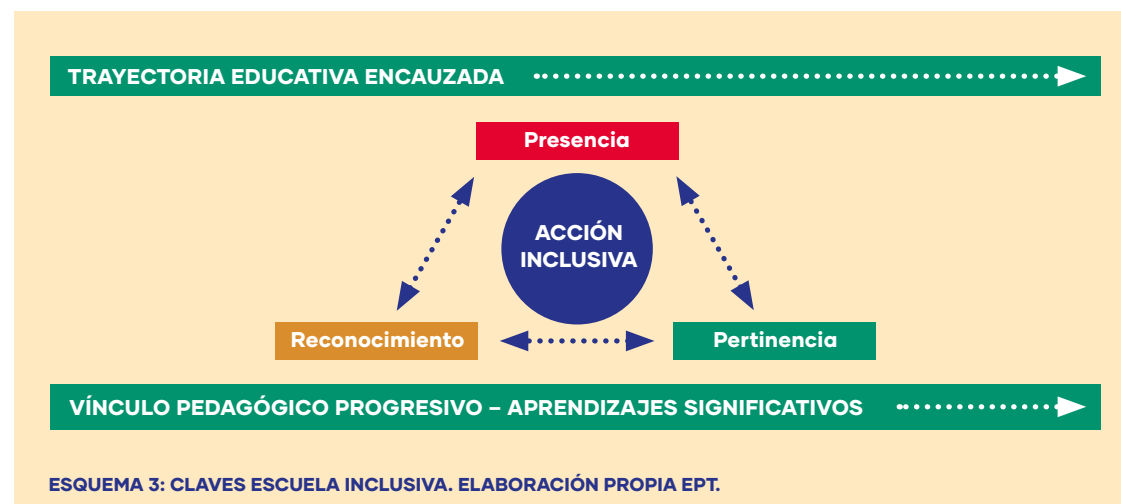 TRAYECTORIA EDUCATIVA ENCAUZADA
Presencia
ACCIÓN
INCLUSIVA
Reconocimiento
Pertinencia
VÍNCULO PEDAGÓGICO PROGRESIVO – APRENDIZAJES SIGNIFICATIVOS
ESQUEMA 3: CLAVES ESCUELA INCLUSIVA. ELABORACIÓN PROPIA EPT.